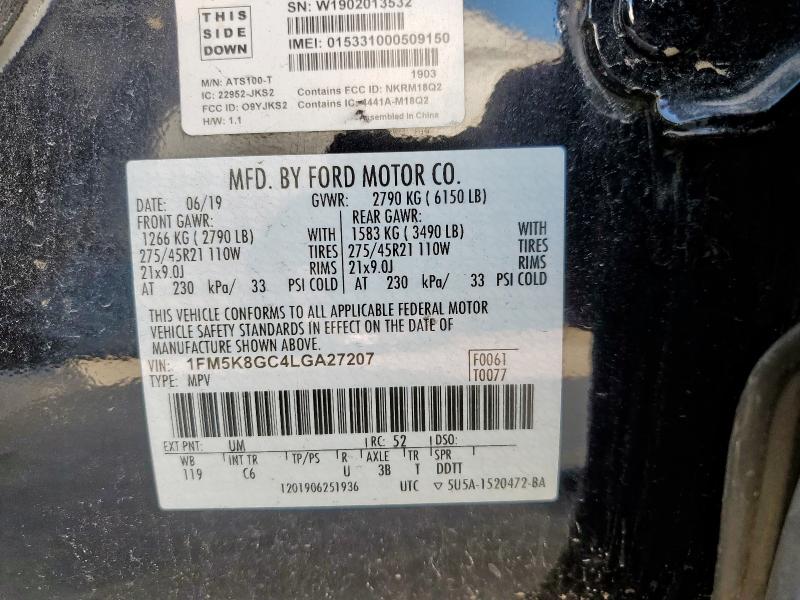 THIS
SIDE
DOWN
SN: W1902013532
IMEI: 015331000509150
1903
M/N: ATS100-T
IC: 22952-JKS2
FCC ID: O9YJKS2
H/W: 1.1
Contains FCC ID: NKRM18Q2
Contains IC: 4441A-M18Q2
Assembled in China
MFD. BY FORD MOTOR CO.
DATE: 06/19 GVWR: 2790 KG ( 6150 LB)
FRONT GAWR: REAR GAWR:
1266 KG ( 2790 LB) WITH 1583 KG ( 3490 LB) WITH
275/45R21 110W TIRES 275/45R21 110W TIRES
21x9.0J RIMS 21x9.0J RIMS
AT 230 kPa/ 33 PSI COLD AT 230 kPa/ 33 PSI COLD
THIS VEHICLE CONFORMS TO ALL APPLICABLE FEDERAL MOTOR
VEHICLE SAFETY STANDARDS IN EFFECT ON THE DATE OF
MANUFACTURE SHOWN ABOVE.
VIN: 1FM5K8GC4LGA27207 F0061
TYPE: MPV T0077
EXT PNT: UM RC: 52 DSO:
WB INT TR TP/PS R AXLE TR SPR
119 C6 U 3B T DDTT
1201906251936 UTC ▽ 5U5A-1520472-BA